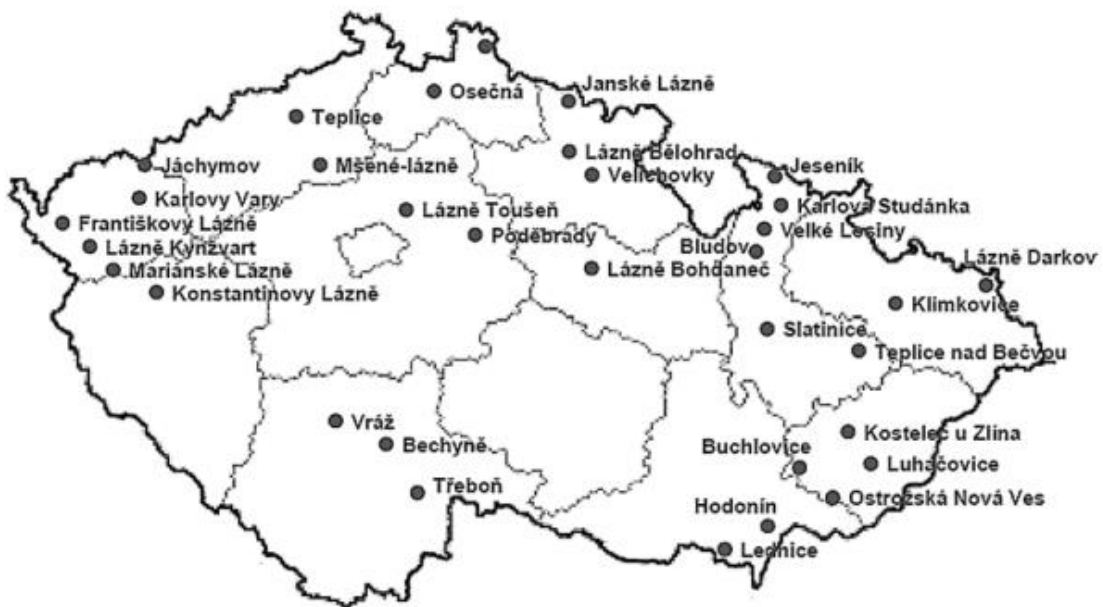 Osečná
Janské Lázně
Teplice
Lázně Bělohrad
Jáchymov
Mšené-lázně
Velichovky
Jeseník
Karlovy Vary
Karlova Studánka
Lázně Toušeň
Františkovy Lázně
Velké Losiny
Poděbrady
Lázně Kynžvart
Bludov
Mariánské Lázně
Lázně Bohdaneč
Lázně Darkov
Konstantinovy Lázně
Klimkovice
Slatinice
Teplice nad Bečvou
Vráž
Kostelec u Zlína
Bechyně
Buchlovice
Luhačovice
Třeboň
Ostrožská Nová Ves
Hodonín
Lednice